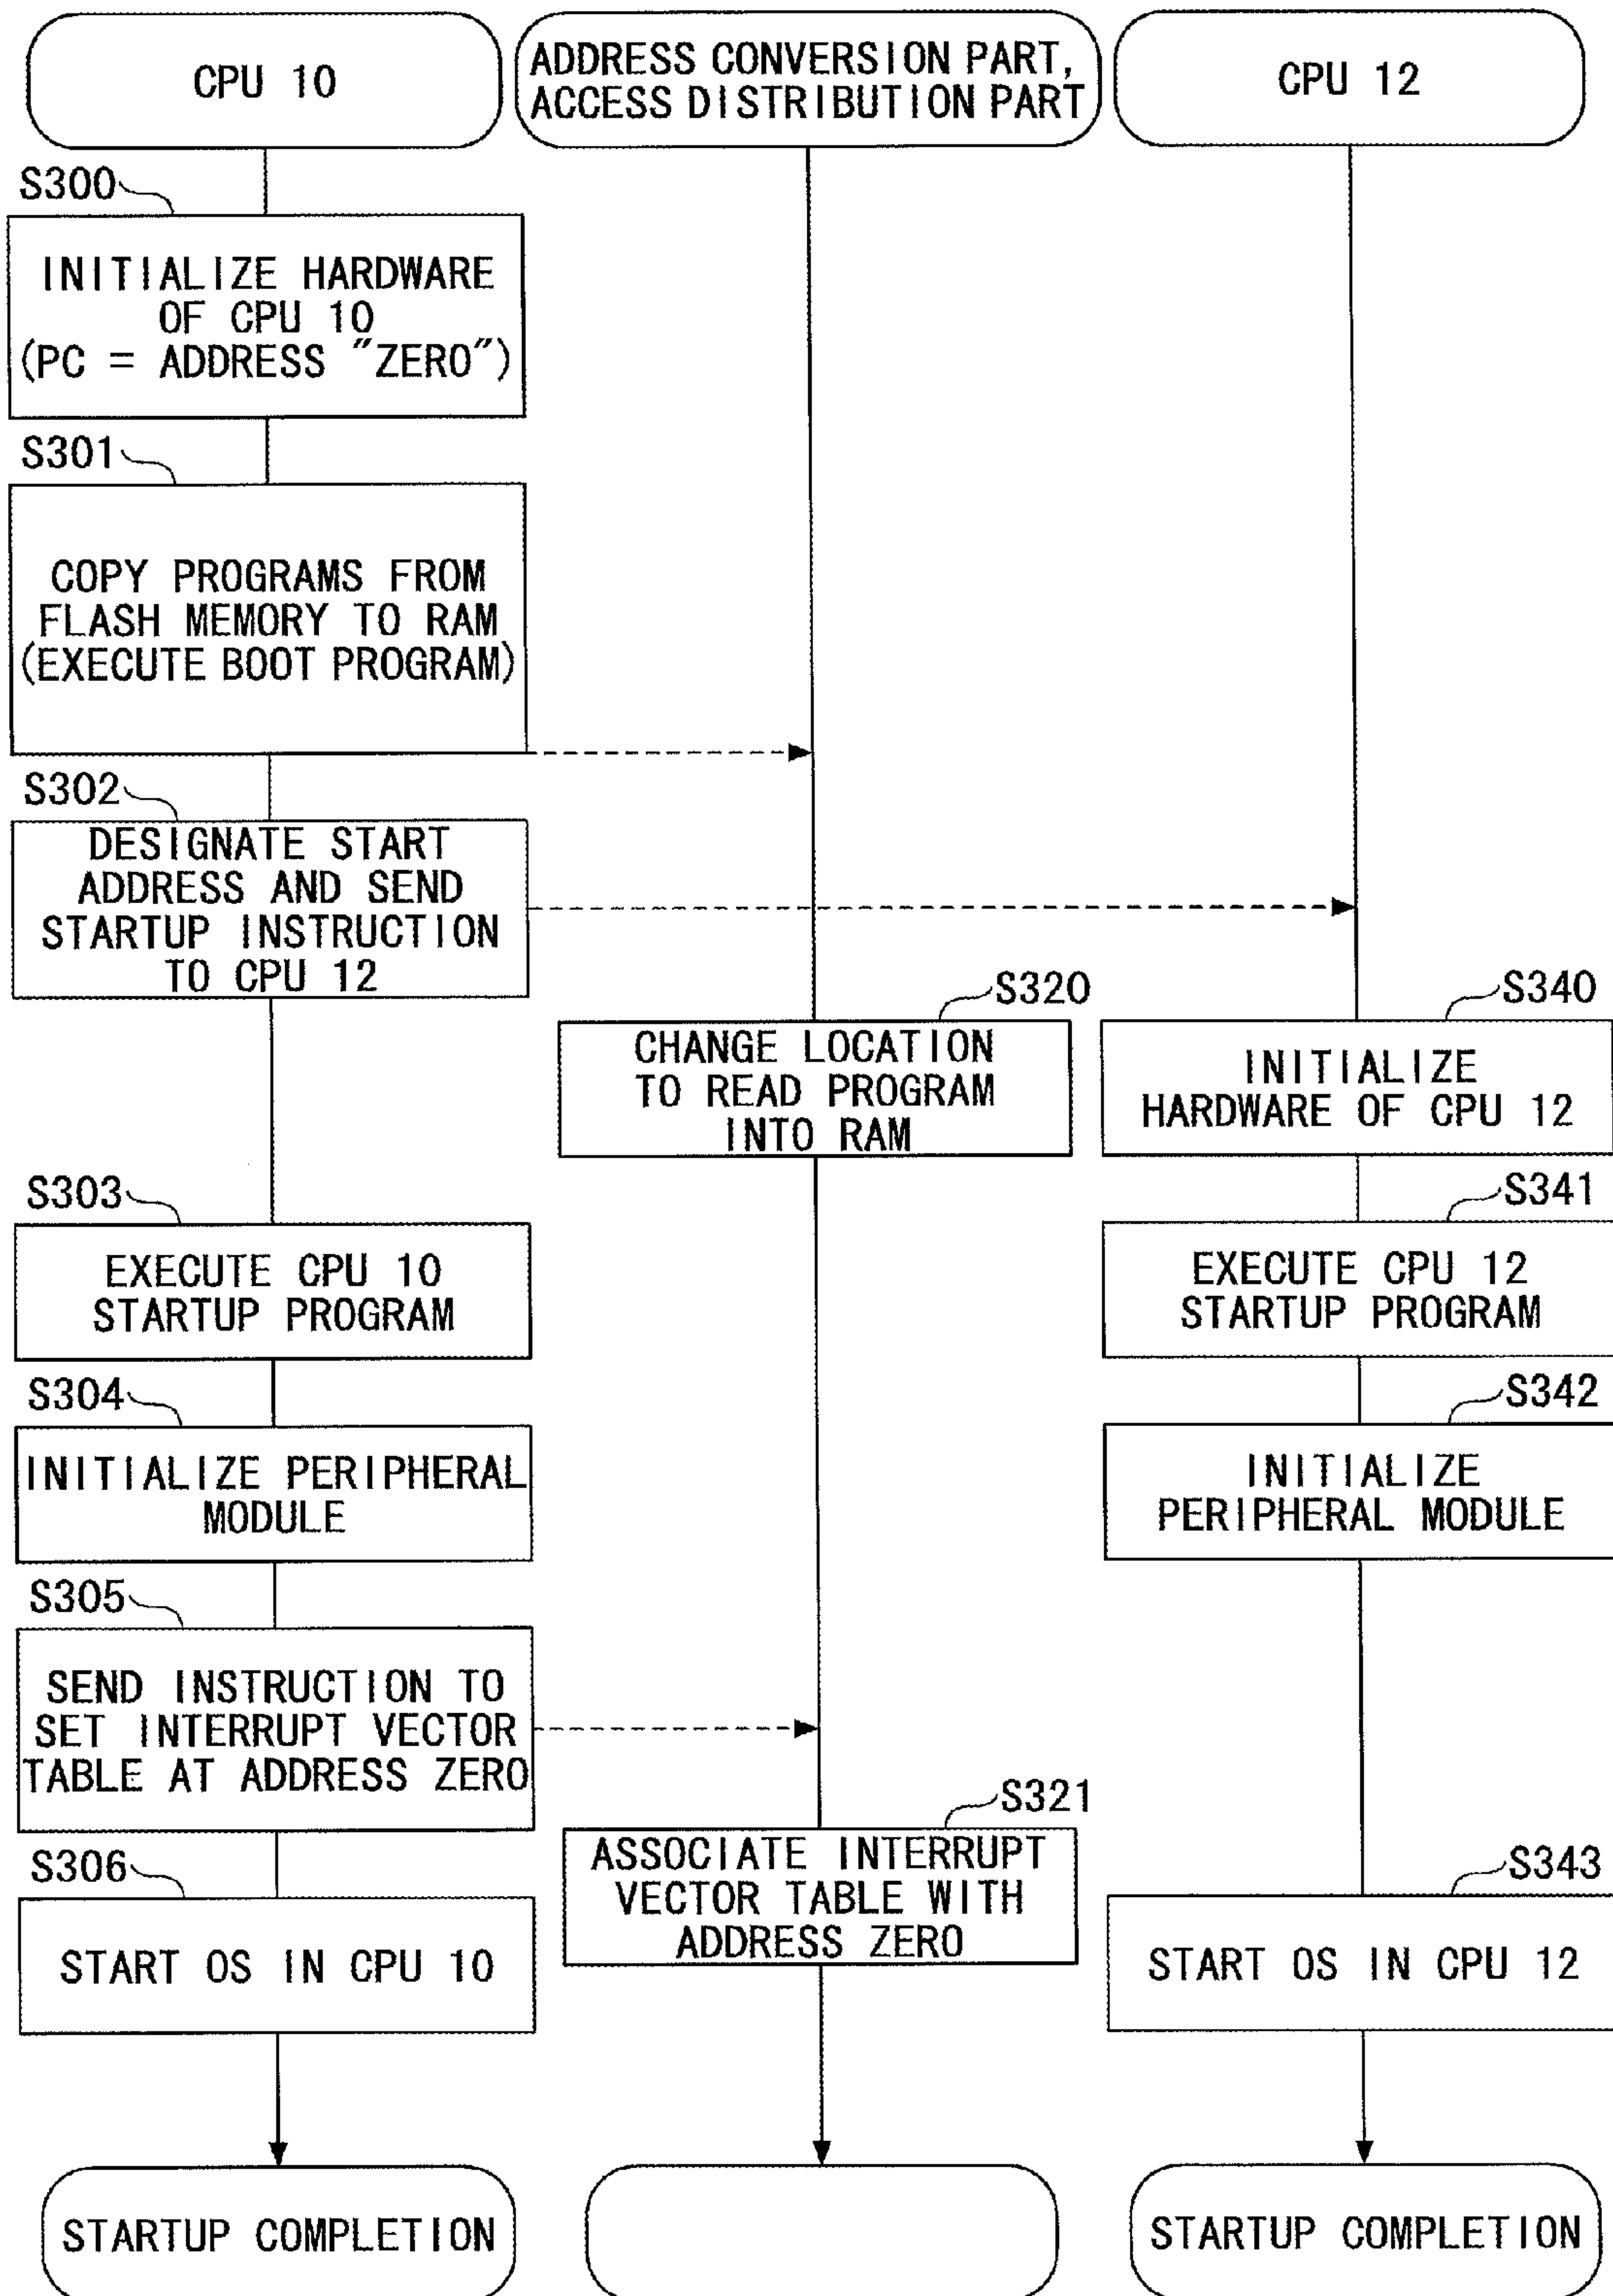 CPU 10
ADDRESS CONVERSION PART,
ACCESS DISTRIBUTION PART
CPU 12
S300
INITIALIZE HARDWARE
OF CPU 10
(PC = ADDRESS "ZERO")
S301
COPY PROGRAMS FROM
FLASH MEMORY TO RAM
(EXECUTE BOOT PROGRAM)
S302
DESIGNATE START
ADDRESS AND SEND
STARTUP INSTRUCTION
TO CPU 12
S320
CHANGE LOCATION
TO READ PROGRAM
INTO RAM
S340
INITIALIZE
HARDWARE OF CPU 12
S303
EXECUTE CPU 10
STARTUP PROGRAM
S341
EXECUTE CPU 12
STARTUP PROGRAM
S304
INITIALIZE PERIPHERAL
MODULE
S342
INITIALIZE
PERIPHERAL MODULE
S305
SEND INSTRUCTION TO
SET INTERRUPT VECTOR
TABLE AT ADDRESS ZERO
S321
ASSOCIATE INTERRUPT
VECTOR TABLE WITH
ADDRESS ZERO
S306
START OS IN CPU 10
S343
START OS IN CPU 12
STARTUP COMPLETION
STARTUP COMPLETION